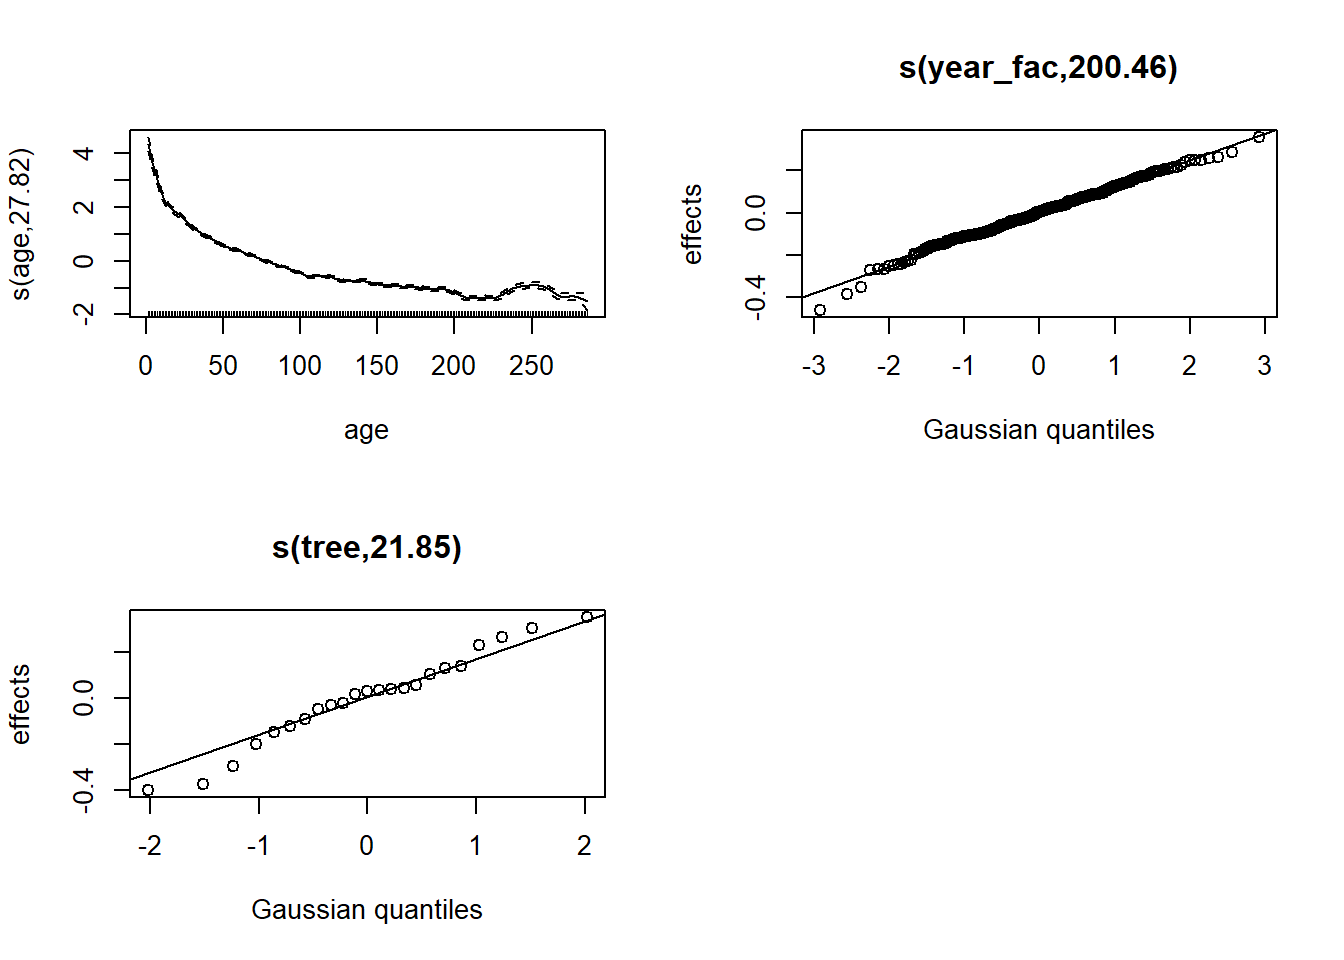 s(age,27.82)
4
2
0
-2
0 50 100 150 200 250
age
s(year_fac,200.46)
effects
0.0
-0.4
-3 -2 -1 0 1 2 3
Gaussian quantiles
s(tree,21.85)
effects
0.0
-0.4
-2 -1 0 1 2
Gaussian quantiles